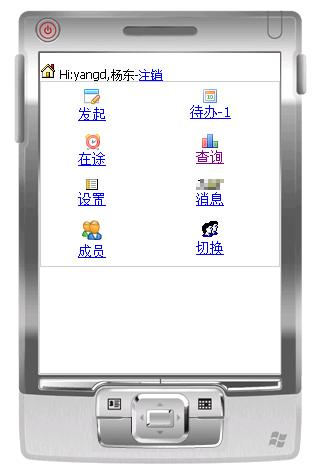 Hi:yangd,杨东-注销
发起 待办-1
在途 查询
设置 消息
成员 切换